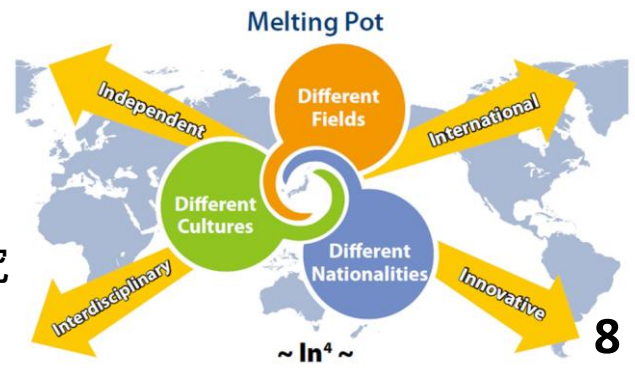 Melting Pot
Independent
Different
Fields
International
Different
Cultures
Different
Nationalities
E
Interdisciplinary
Innovative
~ In⁴ ~
8